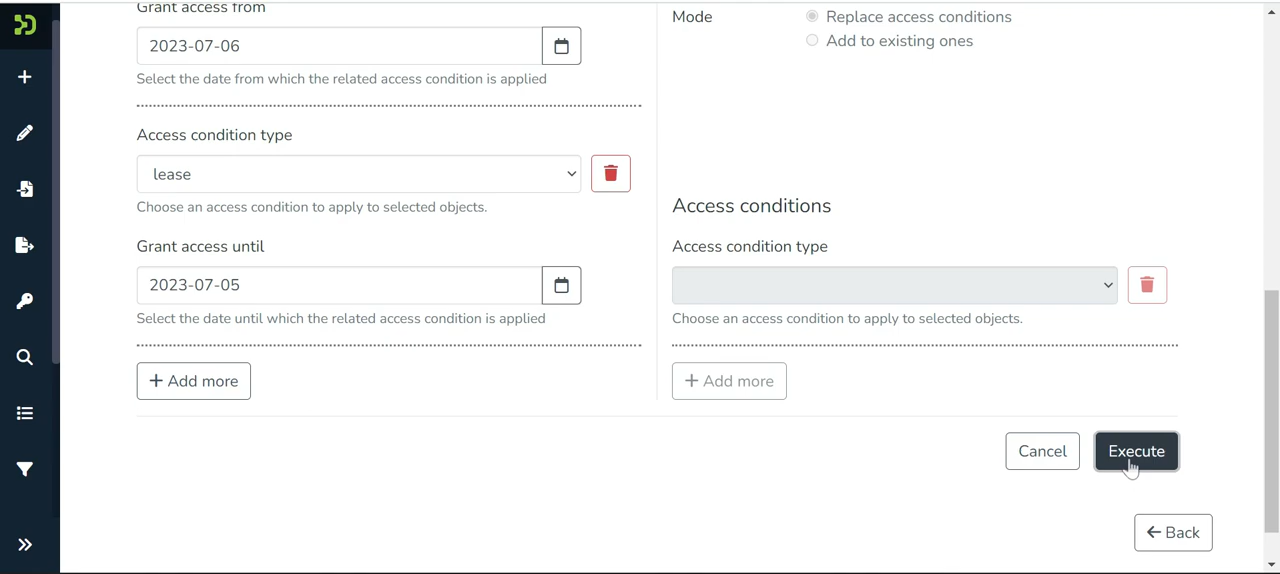 Grant access from
2023-07-06
Select the date from which the related access condition is applied
Access condition type
lease
Choose an access condition to apply to selected objects.
Grant access until
2023-07-05
Select the date until which the related access condition is applied
+ Add more
Mode
Replace access conditions
Add to existing ones
Access conditions
Access condition type
Choose an access condition to apply to selected objects.
+ Add more
Cancel
Execute
Back